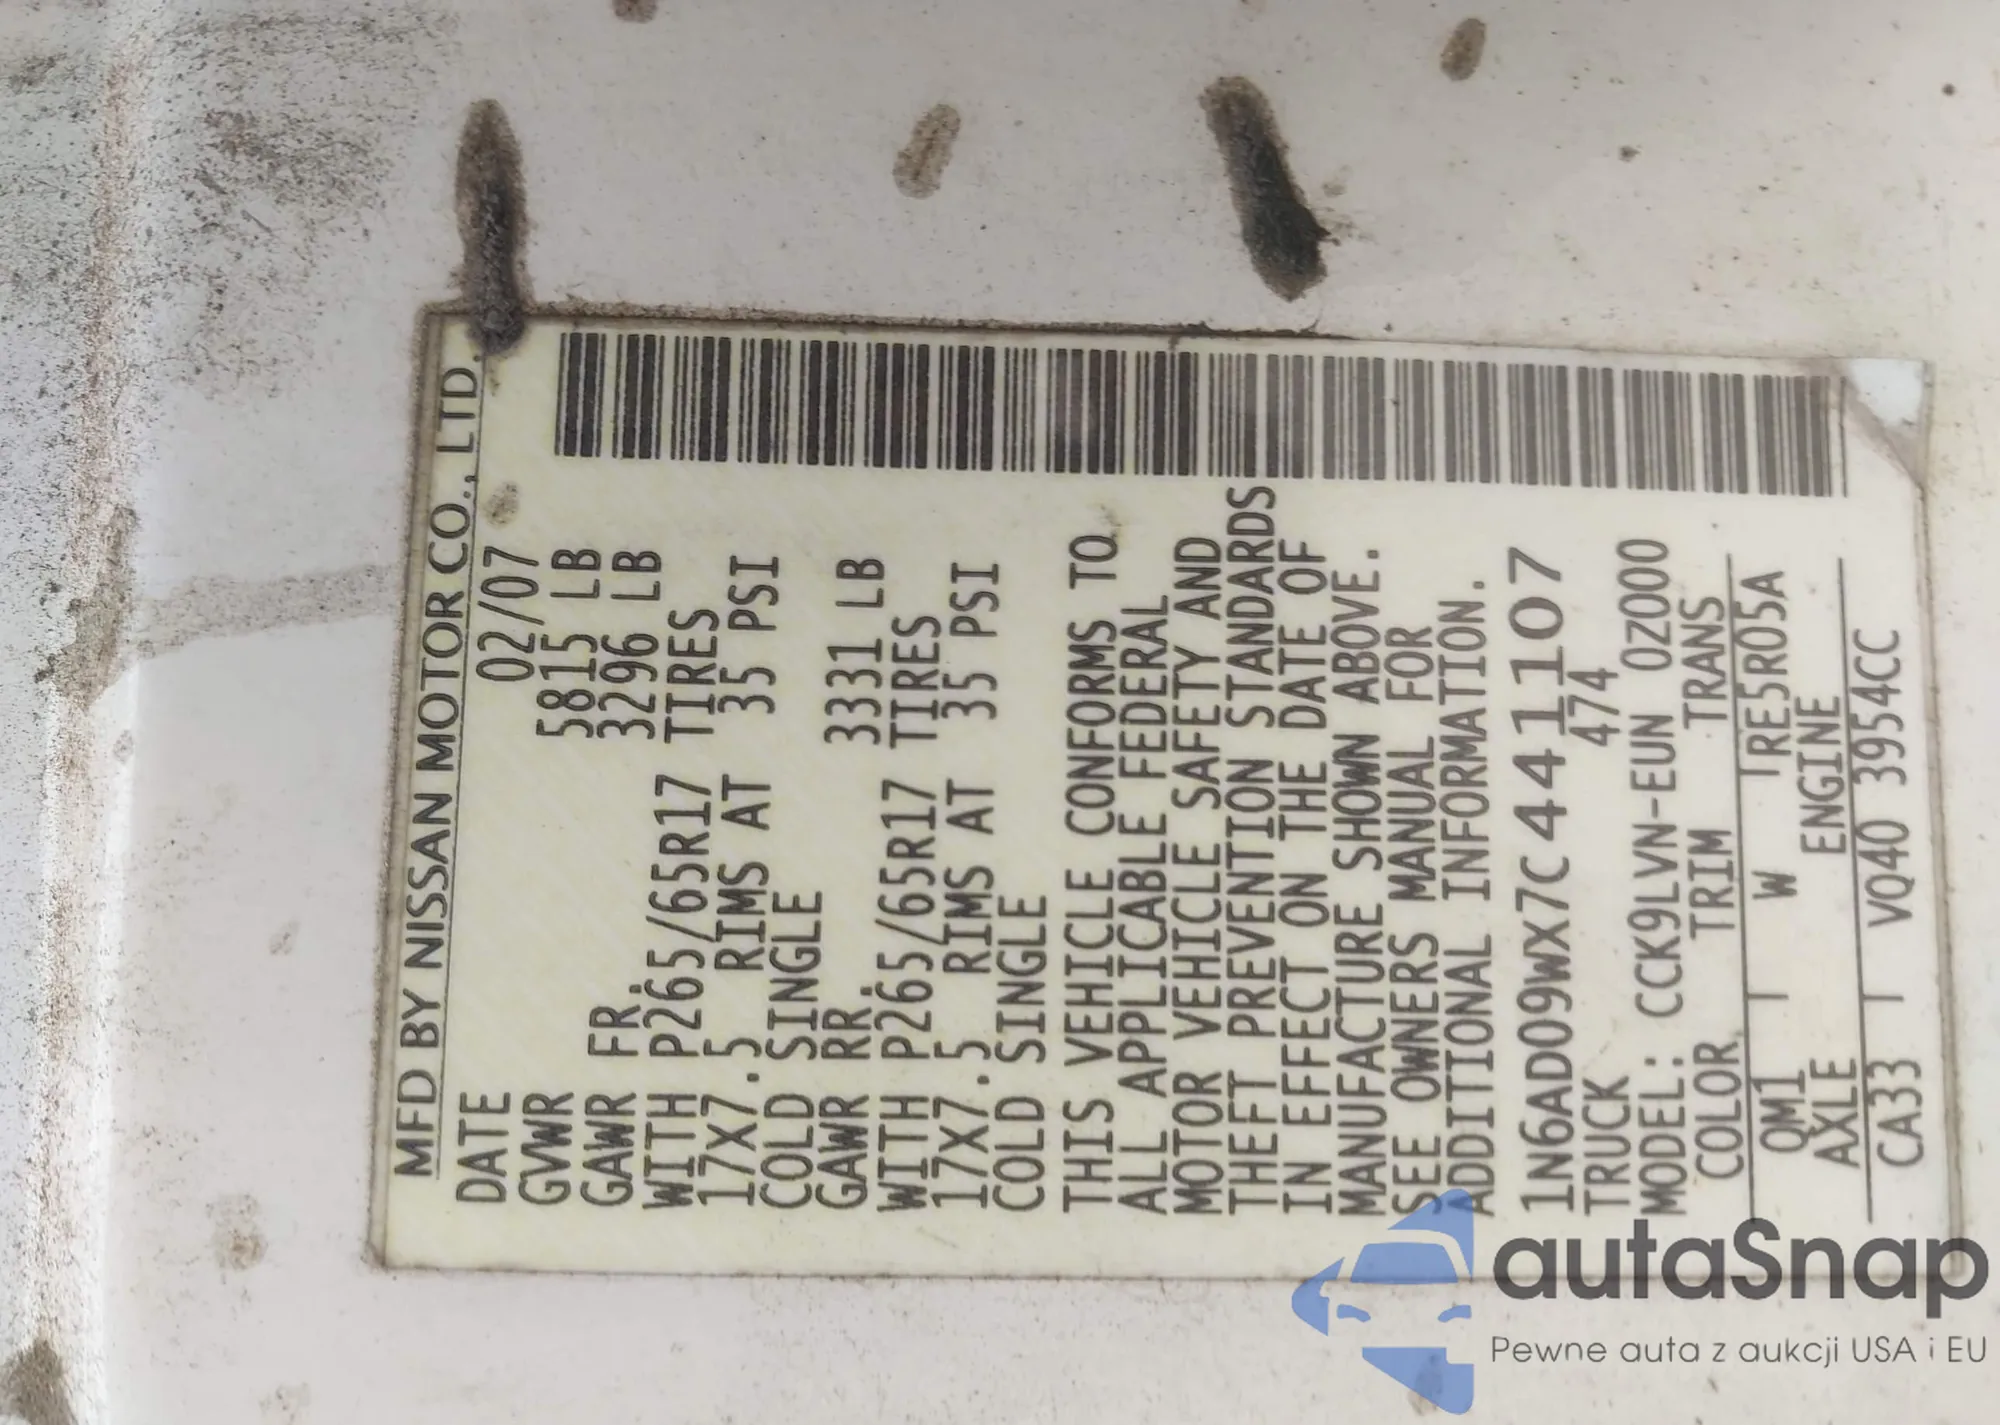 MFD BY NISSAN MOTOR CO., LTD.
DATE 02/07
GVWR 5815 LB
GAWR FR. 3296 LB
WITH P265/65R17 TIRES
17X7.5 RIMS AT 35 PSI
COLD SINGLE
GAWR RR. 3331 LB
WITH P265/65R17 TIRES
17X7.5 RIMS AT 35 PSI
COLD SINGLE
THIS VEHICLE CONFORMS TO
ALL APPLICABLE FEDERAL
MOTOR VEHICLE SAFETY AND
THEFT PREVENTION STANDARDS
IN EFFECT ON THE DATE OF
MANUFACTURE SHOWN ABOVE.
SEE OWNERS MANUAL FOR
ADDITIONAL INFORMATION.
1N6AD09WX7C441107
TRUCK 474
MODEL: CCK9LVN-EUN 0Z000
COLOR TRIM TRANS
QM1 W RE5R05A
AXLE ENGINE
CA33 VQ40 3954CC
autaSnap
Pewne auta z aukcji USA i EU